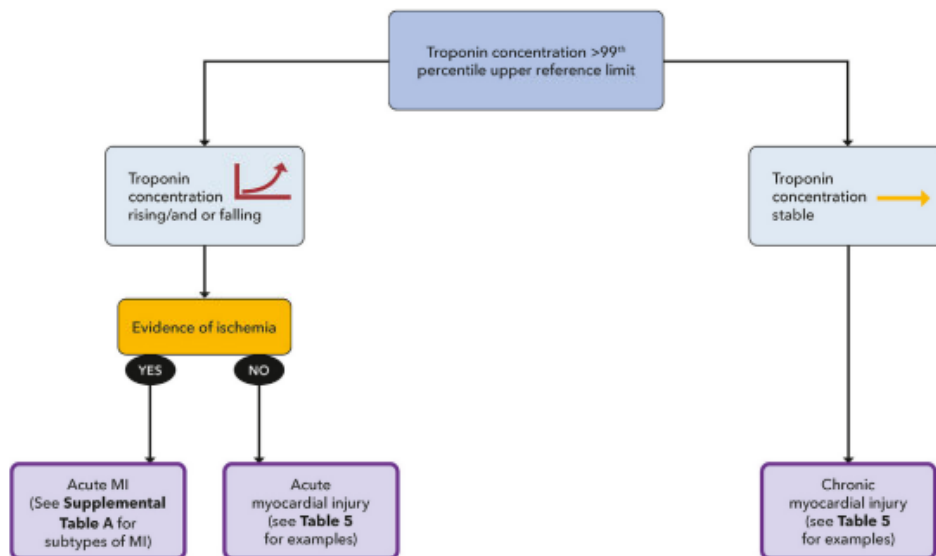 Troponin concentration >99th
percentile upper reference limit
Troponin
concentration
rising/and or falling
Troponin
concentration
stable
Evidence of ischemia
YES
NO
Acute MI
(See Supplemental
Table A for
subtypes of MI)
Acute
myocardial injury
(see Table 5
for examples)
Chronic
myocardial injury
(see Table 5
for examples)